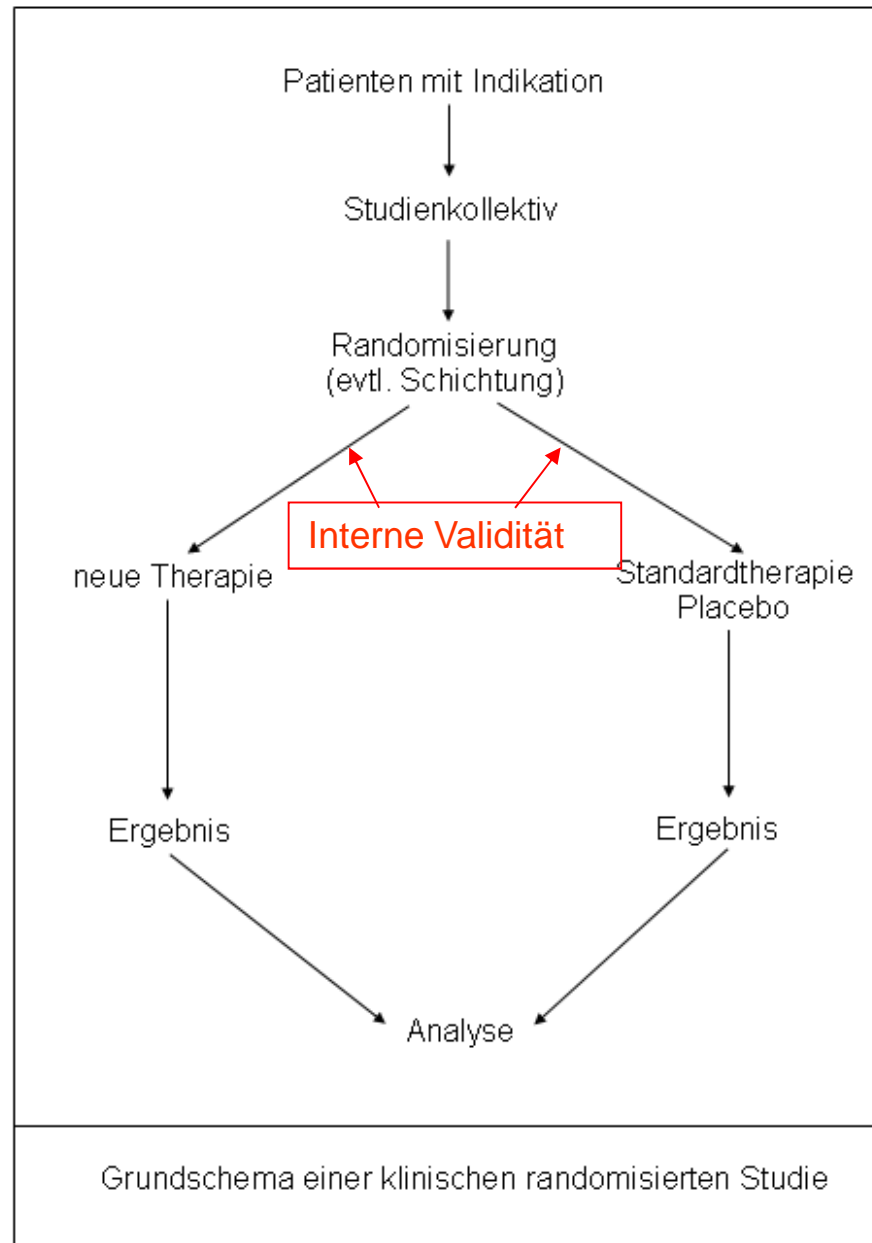 Patienten mit Indikation
Studienkollektiv
Randomisierung
(evtl. Schichtung)
Interne Validität
neue Therapie
Standardtherapie
Placebo
Ergebnis
Ergebnis
Analyse
Grundschema einer klinischen randomisierten Studie